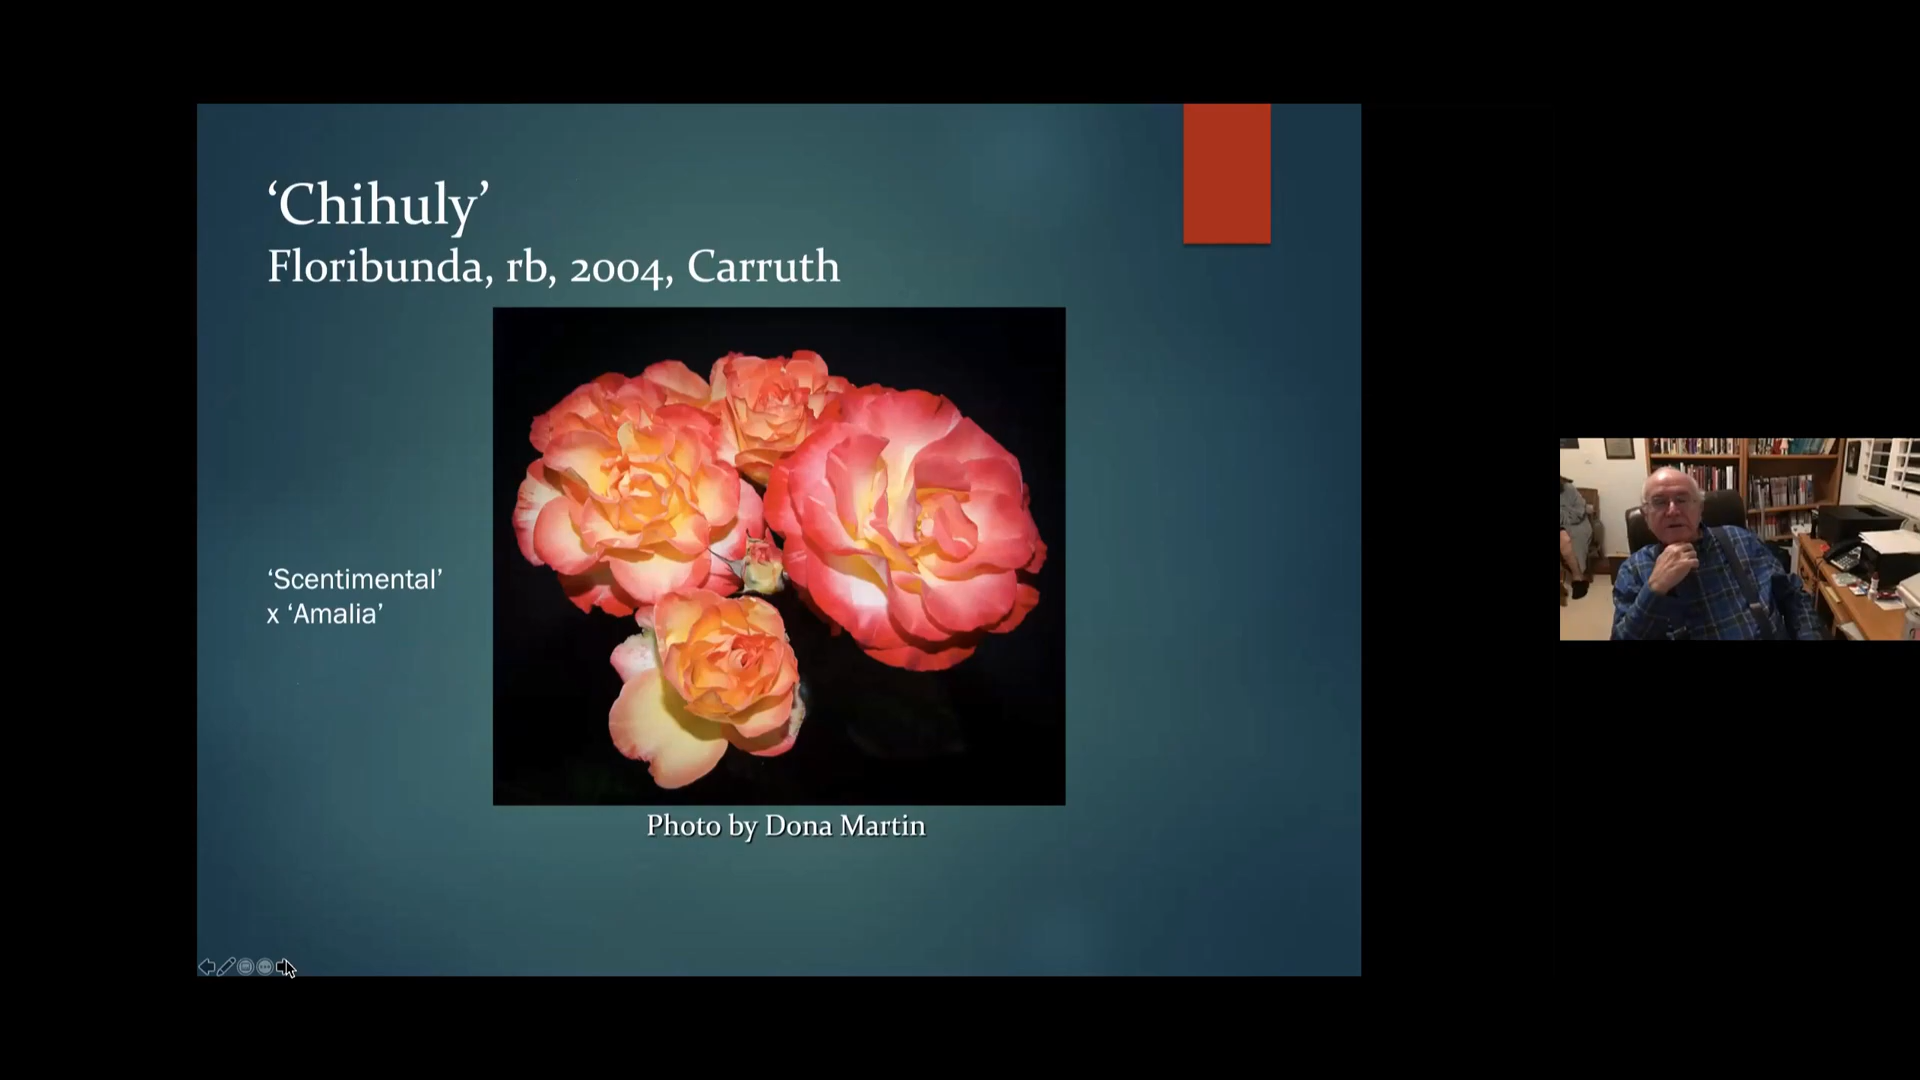 ‘Chihuly’
Floribunda, rb, 2004, Carruth
‘Scentimental’
x ‘Amalia’
Photo by Dona Martin